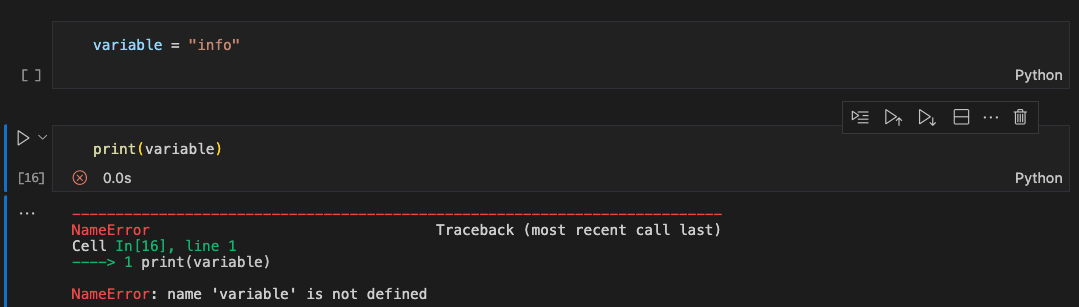 variable = "info"
[ ]
Python
print(variable)
[16]
0.0s
Python
...
---------------------------------------------------------------------------
NameError                                 Traceback (most recent call last)
Cell In[16], line 1
----> 1 print(variable)
NameError: name 'variable' is not defined